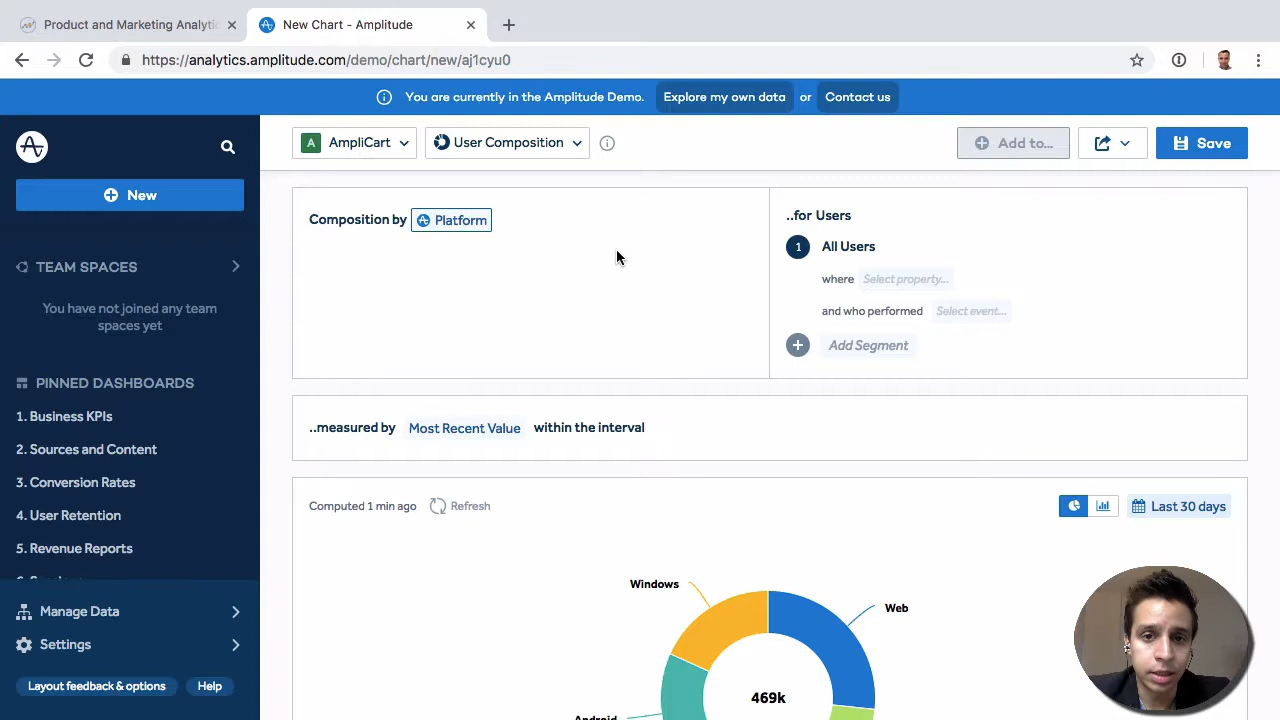 Product and Marketing Analytic
New Chart - Amplitude
https://analytics.amplitude.com/demo/chart/new/aj1cyu0
You are currently in the Amplitude Demo. Explore my own data or Contact us
A AmpliCart
User Composition
Add to...
Save
New
TEAM SPACES
You have not joined any team
spaces yet
PINNED DASHBOARDS
1. Business KPIs
2. Sources and Content
3. Conversion Rates
4. User Retention
5. Revenue Reports
Manage Data
Settings
Layout feedback & options
Help
Composition by Platform
..for Users
1 All Users
where Select property...
and who performed Select event...
Add Segment
..measured by Most Recent Value within the interval
Computed 1 min ago Refresh
Last 30 days
Windows
Web
469k
Android